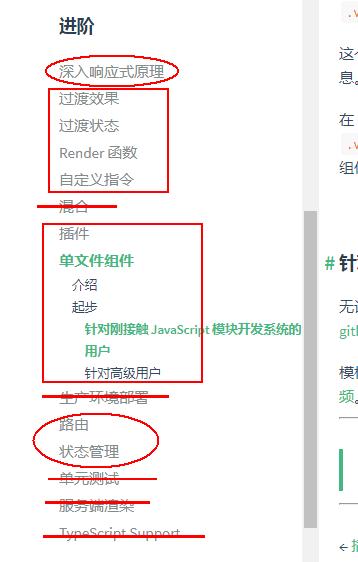 进阶
深入响应式原理
过渡效果
过渡状态
Render 函数
自定义指令
混合
插件
单文件组件
介绍
起步
针对刚接触 JavaScript 模块开发系统的
用户
针对高级用户
生产环境部署
路由
状态管理
单元测试
服务端渲染
TypeScript Support
.v
这个
息。
在
.v
组件
# 针对
无论
gith
模板
频。